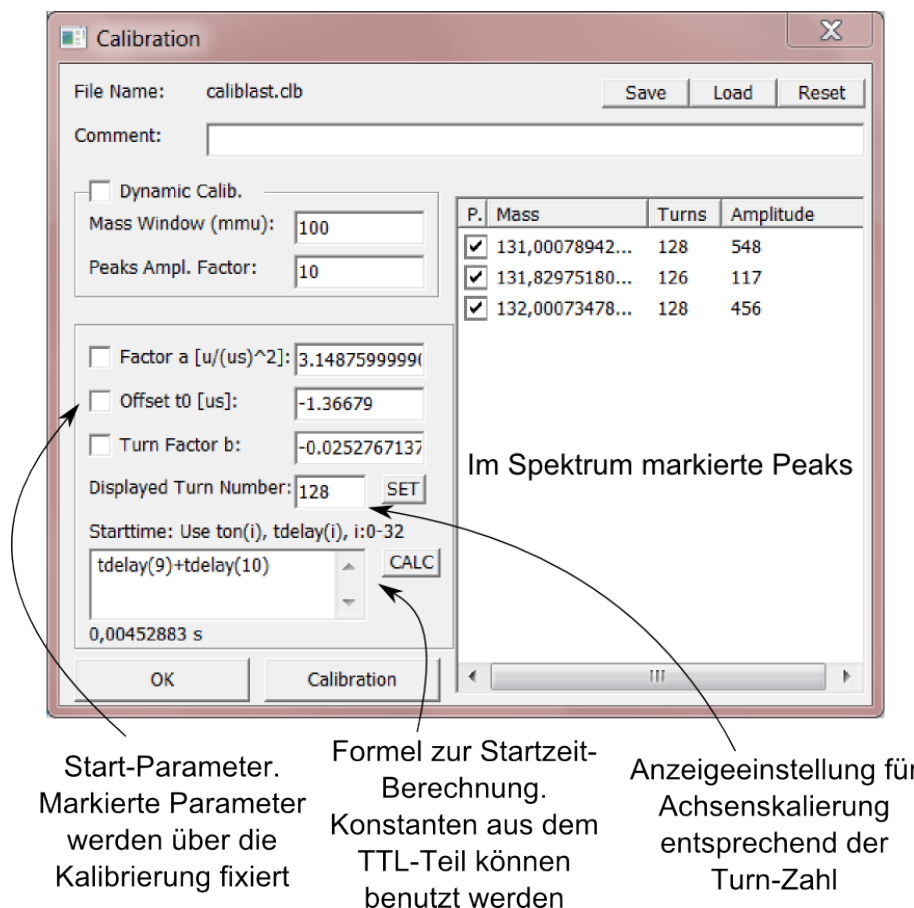 Calibration
File Name: caliblast.clb Save Load Reset
Comment:
Dynamic Calib.
Mass Window (mmu): 100
Peaks Ampl. Factor: 10
P. Mass Turns Amplitude
131,00078942... 128 548
131,82975180... 126 117
132,00073478... 128 456
Factor a [u/(us)^2]: 3.1487599999
Offset t0 [us]: -1.36679
Turn Factor b: -0.0252767137
Displayed Turn Number: 128 SET
Starttime: Use ton(i), tdelay(i), i:0-32
tdelay(9)+tdelay(10) CALC
0,00452883 s
OK Calibration
Im Spektrum markierte Peaks
Start-Parameter.
Markierte Parameter
werden über die
Kalibrierung fixiert
Formel zur Startzeit-
Berechnung.
Konstanten aus dem
TTL-Teil können
benutzt werden
Anzeigeeinstellung für
Achsenskalierung
entsprechend der
Turn-Zahl